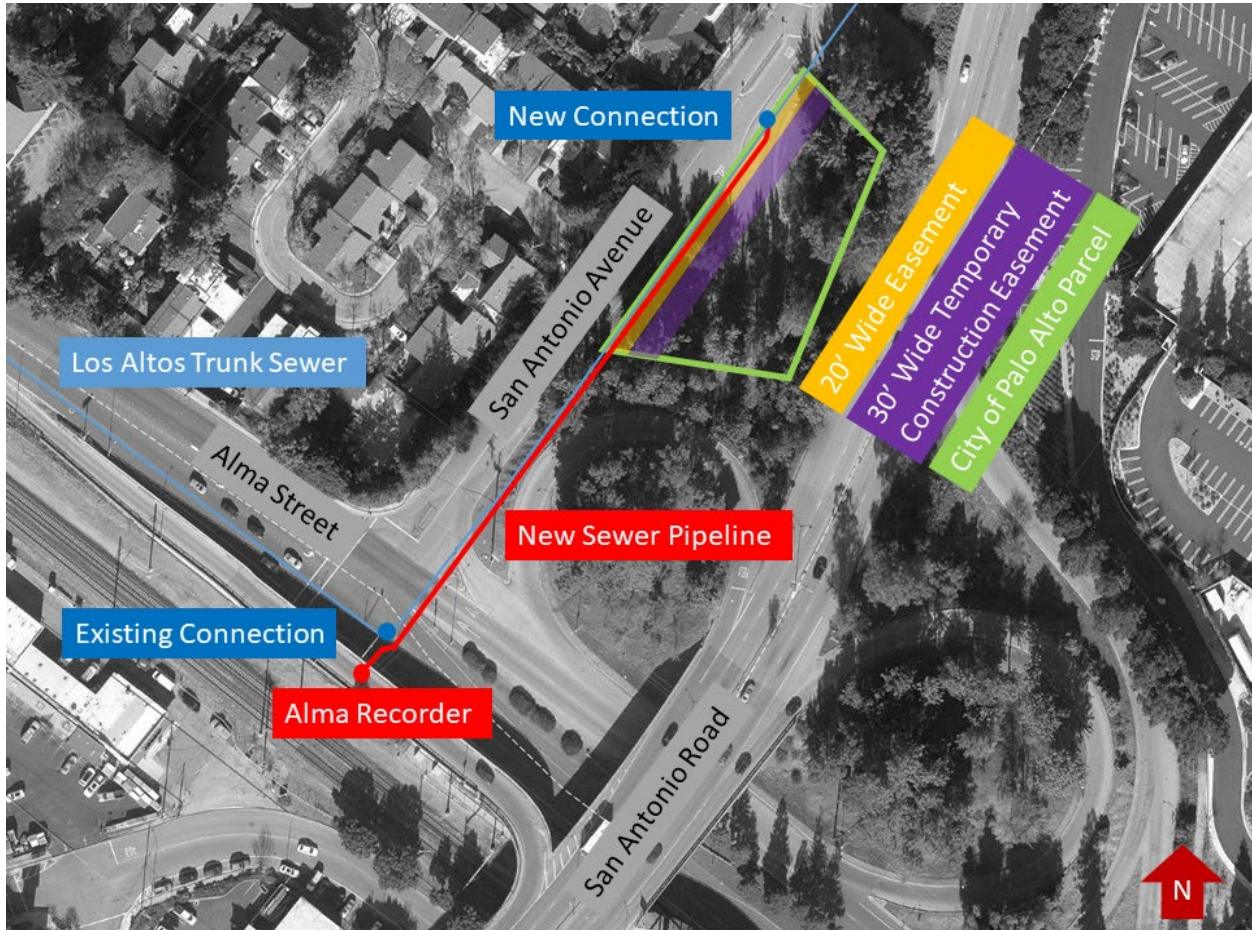 New Connection
San Antonio Avenue
20’ Wide Easement
30’ Wide Temporary
Construction Easement
City of Palo Alto Parcel
Los Altos Trunk Sewer
Alma Street
New Sewer Pipeline
Existing Connection
Alma Recorder
San Antonio Road
N